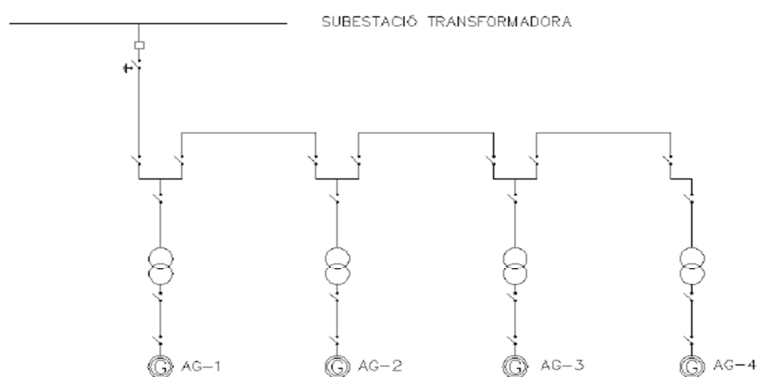 SUBESTACIÓ TRANSFORMADORA
G AG-1
G AG-2
G AG-3
G AG-4